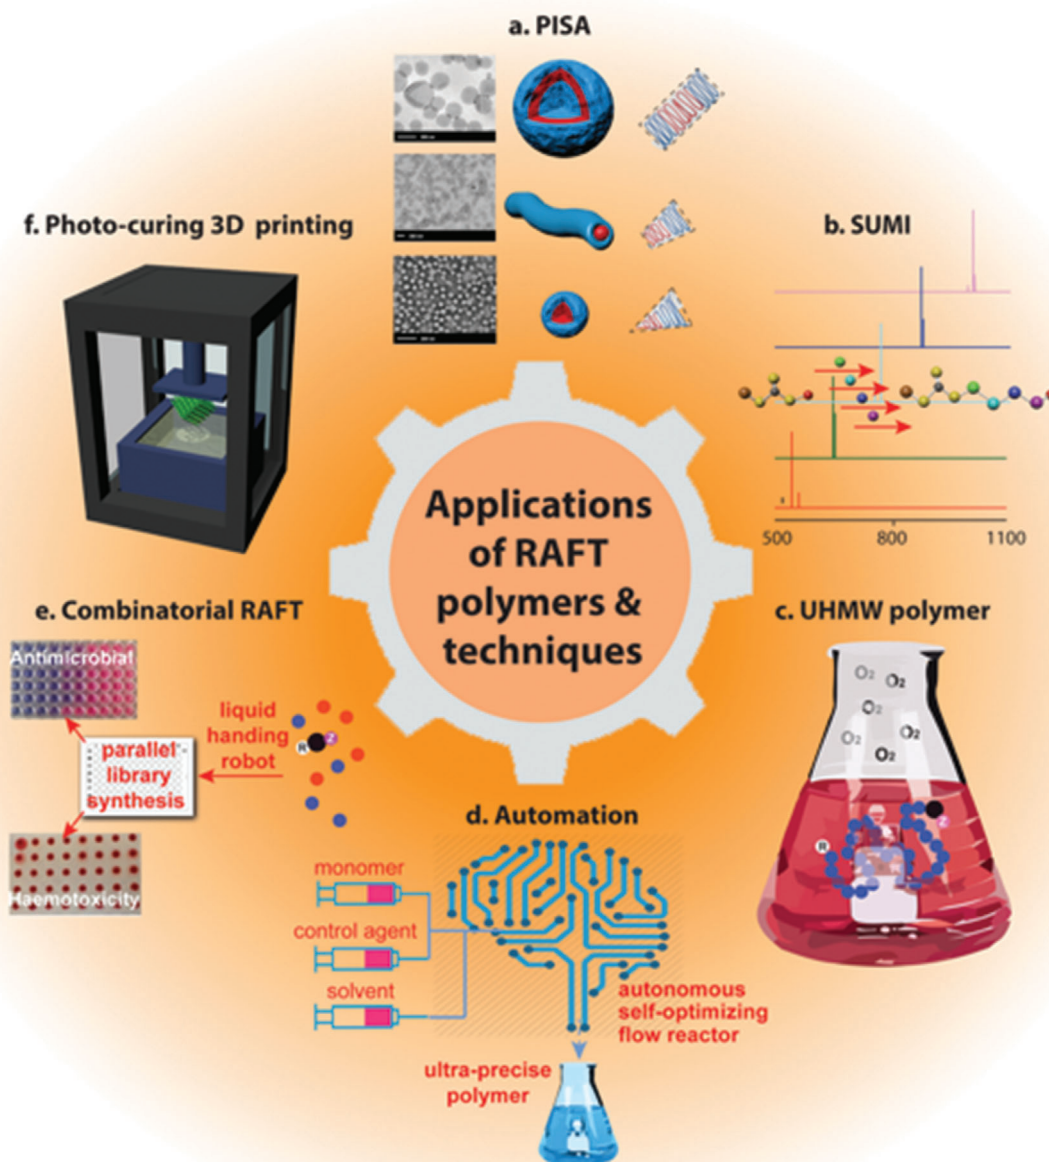 a. PISA
f. Photo-curing 3D printing
b. SUMI
500
800
1100
Applications
of RAFT
polymers &
techniques
e. Combinatorial RAFT
Antimicrobial
liquid
handing
robot
R
Z
parallel
library
synthesis
Haemotoxicity
c. UHMW polymer
O2
O2
O2
O2
O2
O2
R
Z
d. Automation
monomer
control agent
solvent
autonomous
self-optimizing
flow reactor
ultra-precise
polymer